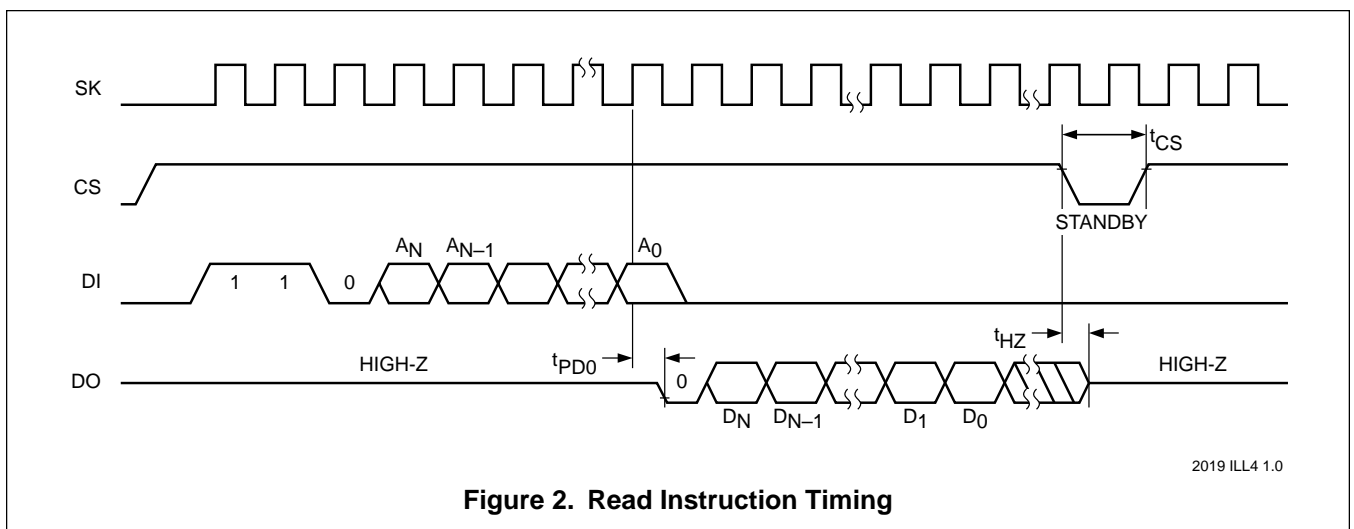 SK
CS
tCS
STANDBY
AN AN–1 A0
DI 1 1 0
tHZ
tPD0
HIGH-Z HIGH-Z
DO 0
DN DN–1 D1 D0
2019 ILL4 1.0
Figure 2. Read Instruction Timing